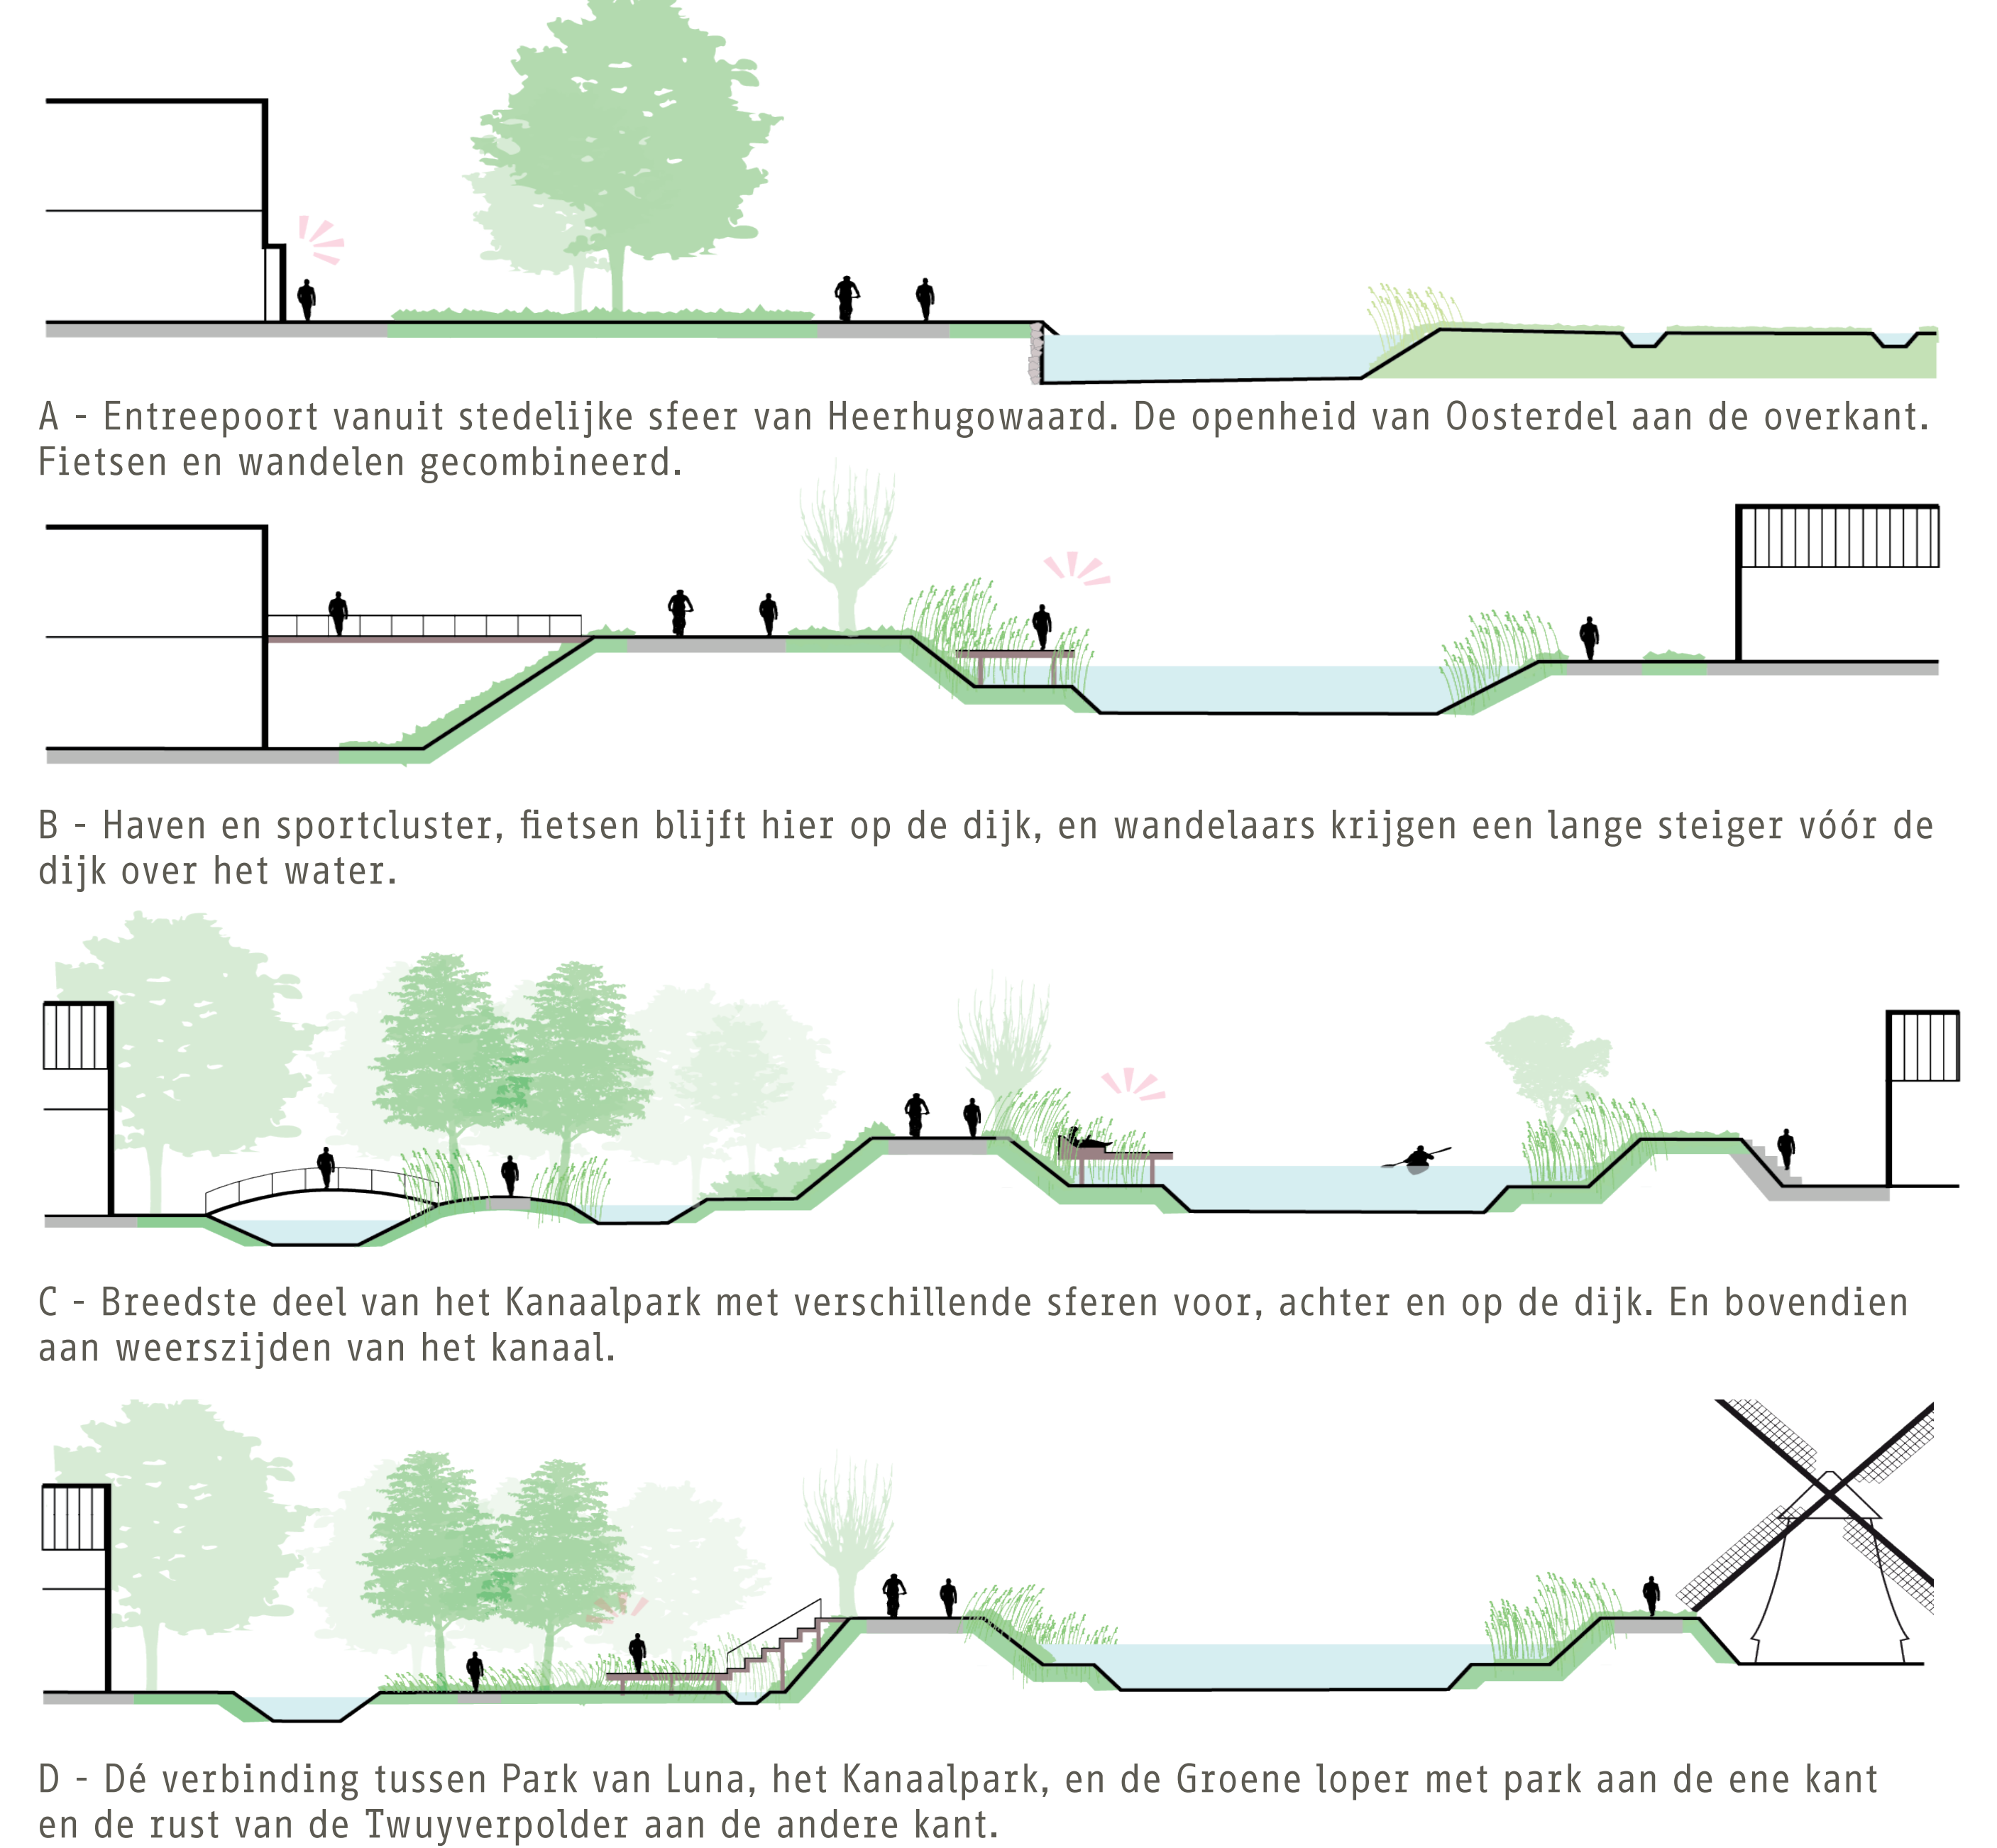 A - Entreepoort vanuit stedelijke sfeer van Heerhugowaard. De openheid van Oosterdel aan de overkant.
Fietsen en wandelen gecombineerd.
B - Haven en sportcluster, fietsen blijft hier op de dijk, en wandelaars krijgen een lange steiger vóór de
dijk over het water.
C - Breedste deel van het Kanaalpark met verschillende sferen voor, achter en op de dijk. En bovendien
aan weerszijden van het kanaal.
D - Dé verbinding tussen Park van Luna, het Kanaalpark, en de Groene loper met park aan de ene kant
en de rust van de Twuyverpolder aan de andere kant.